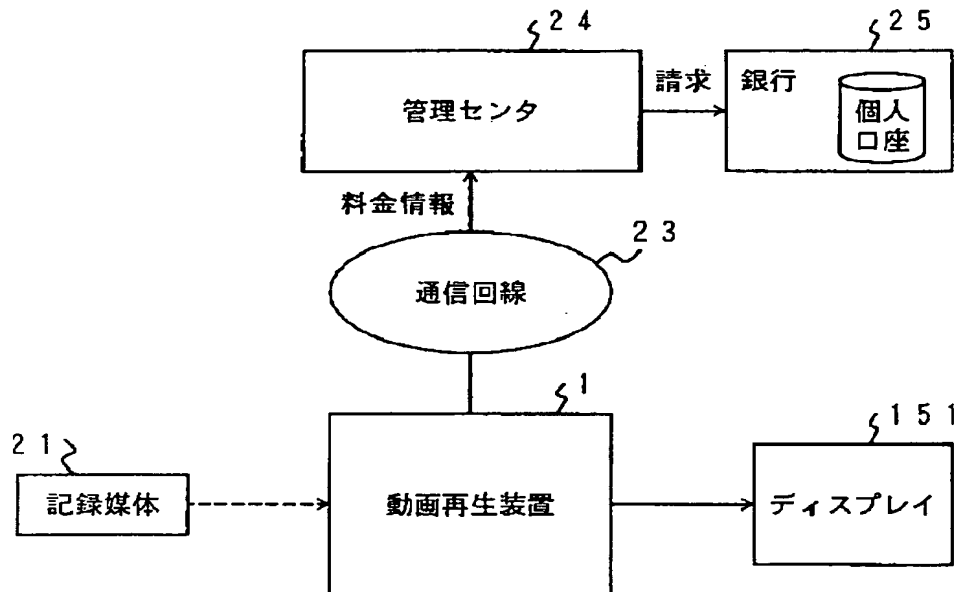 ２４
２５
管理センタ
請求
銀行
個人
口座
料金情報
２３
通信回線
１
１５１
２１
記録媒体
動画再生装置
ディスプレイ